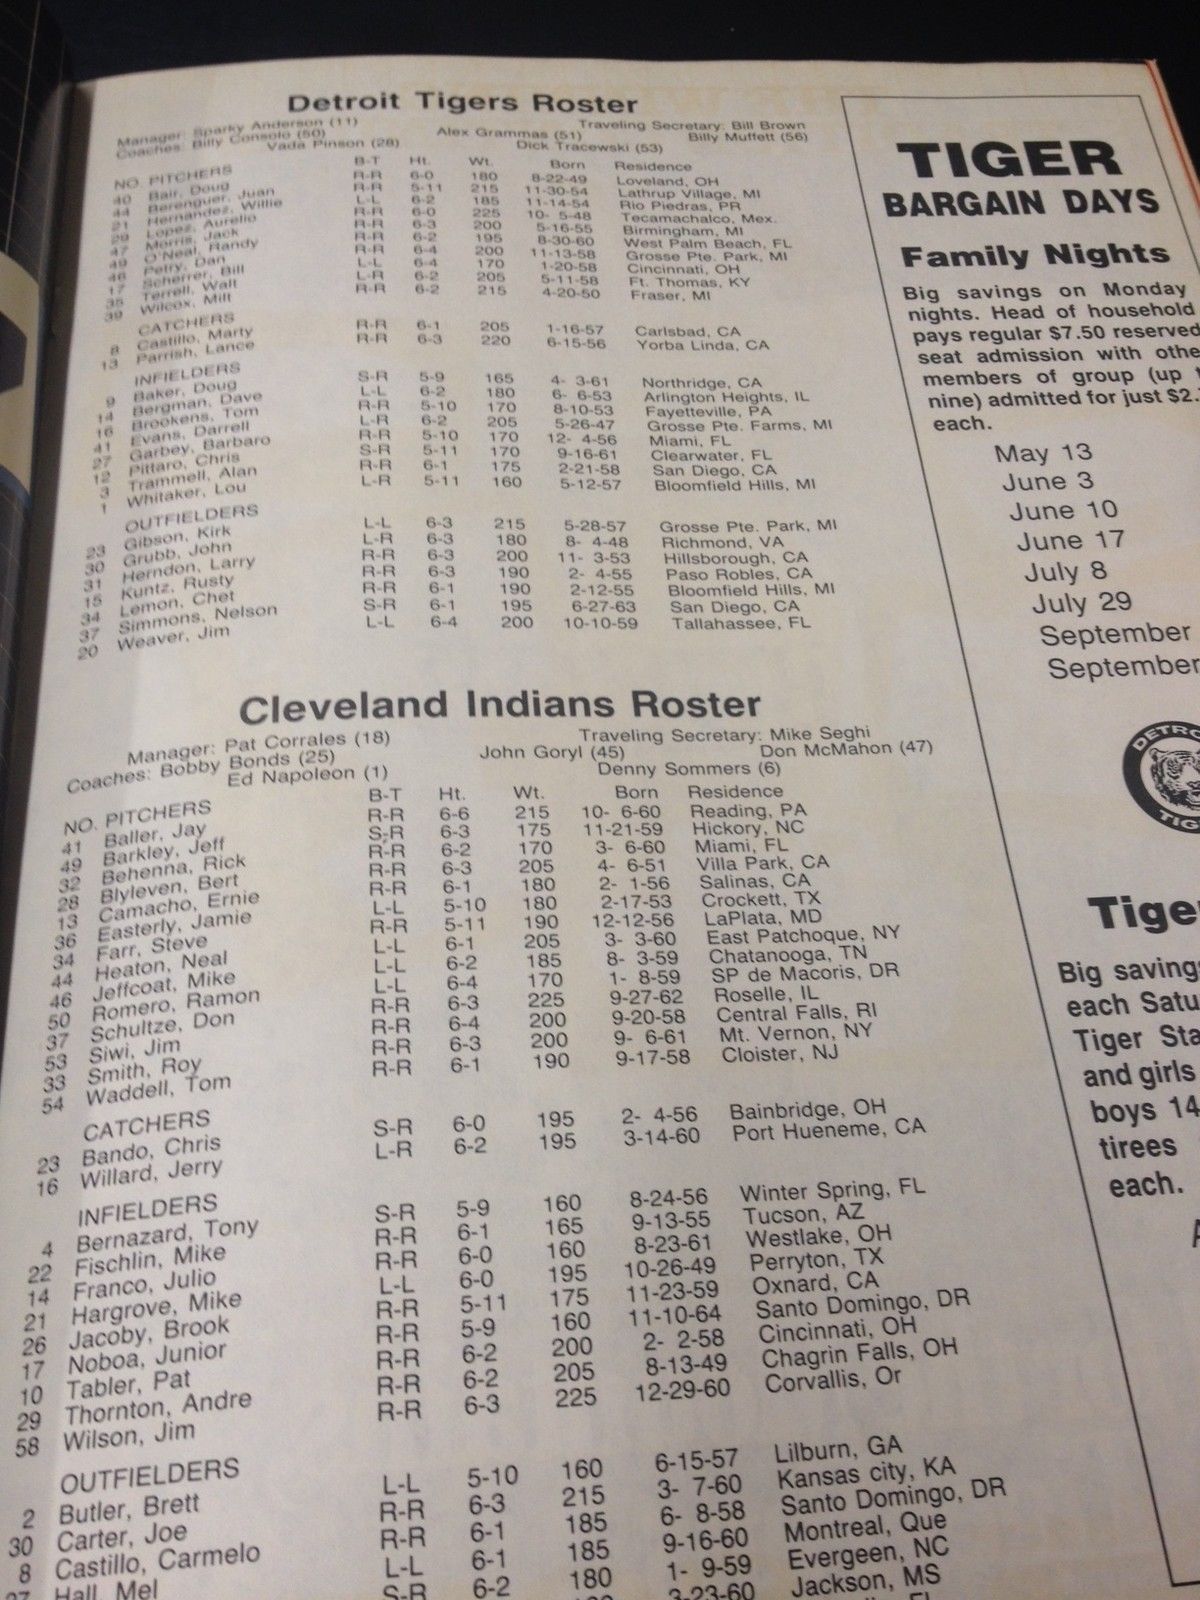 Detroit Tigers Roster
Manager: Sparky Anderson (11) Traveling Secretary: Bill Brown
Coaches: Billy Consolo (50) Alex Grammas (51) Billy Muffett (56)
Vada Pinson (28) Dick Tracewski (53)
NO. PITCHERS B-T Ht. Wt. Born Residence
40 Bair, Doug R-R 6-0 180 8-22-49 Loveland, OH
44 Berenguer, Juan R-R 5-11 215 11-30-54 Lathrup Village, MI
21 Hernandez, Willie L-L 6-2 185 11-14-54 Rio Piedras, PR
29 Lopez, Aurelio R-R 6-0 225 10- 5-48 Tecamachalco, Mex.
47 Morris, Jack R-R 6-3 200 5-16-55 Birmingham, MI
49 O'Neal, Randy R-R 6-2 195 8-30-60 West Palm Beach, FL
46 Petry, Dan R-R 6-4 200 11-13-58 Grosse Pte. Park, MI
17 Scherrer, Bill L-L 6-4 170 1-20-58 Cincinnati, OH
35 Terrell, Walt L-R 6-2 205 5-11-58 Ft. Thomas, KY
39 Wilcox, Milt R-R 6-2 215 4-20-50 Fraser, MI
CATCHERS
8 Castillo, Marty R-R 6-1 205 1-16-57 Carlsbad, CA
13 Parrish, Lance R-R 6-3 220 6-15-56 Yorba Linda, CA
INFIELDERS
9 Baker, Doug S-R 5-9 165 4- 3-61 Northridge, CA
14 Bergman, Dave L-L 6-2 180 6- 6-53 Arlington Heights, IL
16 Brookens, Tom R-R 5-10 170 8-10-53 Fayetteville, PA
41 Evans, Darrell L-R 6-2 205 5-26-47 Grosse Pte. Farms, MI
27 Garbey, Barbaro R-R 5-10 170 12- 4-56 Miami, FL
12 Pittaro, Chris S-R 5-11 170 9-16-61 Clearwater, FL
3 Trammell, Alan R-R 6-1 175 2-21-58 San Diego, CA
1 Whitaker, Lou L-R 5-11 160 5-12-57 Bloomfield Hills, MI
OUTFIELDERS
23 Gibson, Kirk L-L 6-3 215 5-28-57 Grosse Pte. Park, MI
30 Grubb, John L-R 6-3 180 8- 4-48 Richmond, VA
31 Herndon, Larry R-R 6-3 200 11- 3-53 Hillsborough, CA
15 Kuntz, Rusty R-R 6-3 190 2- 4-55 Paso Robles, CA
34 Lemon, Chet R-R 6-1 190 2-12-55 Bloomfield Hills, MI
37 Simmons, Nelson S-R 6-1 195 6-27-63 San Diego, CA
20 Weaver, Jim L-L 6-4 200 10-10-59 Tallahassee, FL
Cleveland Indians Roster
Manager: Pat Corrales (18) Traveling Secretary: Mike Seghi
Coaches: Bobby Bonds (25) John Goryl (45) Don McMahon (47)
Ed Napoleon (1) Denny Sommers (6)
NO. PITCHERS B-T Ht. Wt. Born Residence
41 Baller, Jay R-R 6-6 215 10- 6-60 Reading, PA
49 Barkley, Jeff S-R 6-3 175 11-21-59 Hickory, NC
32 Behenna, Rick R-R 6-2 170 3- 6-60 Miami, FL
28 Blyleven, Bert R-R 6-3 205 4- 6-51 Villa Park, CA
13 Camacho, Ernie R-R 6-1 180 2- 1-56 Salinas, CA
36 Easterly, Jamie L-L 5-10 180 2-17-53 Crockett, TX
34 Farr, Steve R-R 5-11 190 12-12-56 LaPlata, MD
44 Heaton, Neal L-L 6-1 205 3- 3-60 East Patchoque, NY
46 Jeffcoat, Mike L-L 6-2 185 8- 3-59 Chatanooga, TN
50 Romero, Ramon L-L 6-4 170 1- 8-59 SP de Macoris, DR
37 Schultze, Don R-R 6-3 225 9-27-62 Roselle, IL
53 Siwi, Jim R-R 6-4 200 9-20-58 Central Falls, RI
33 Smith, Roy R-R 6-3 200 9- 6-61 Mt. Vernon, NY
54 Waddell, Tom R-R 6-1 190 9-17-58 Cloister, NJ
CATCHERS
23 Bando, Chris S-R 6-0 195 2- 4-56 Bainbridge, OH
16 Willard, Jerry L-R 6-2 195 3-14-60 Port Hueneme, CA
INFIELDERS
4 Bernazard, Tony S-R 5-9 160 8-24-56 Winter Spring, FL
22 Fischlin, Mike R-R 6-1 165 9-13-55 Tucson, AZ
14 Franco, Julio R-R 6-0 160 8-23-61 Westlake, OH
21 Hargrove, Mike L-L 6-0 195 10-26-49 Perryton, TX
26 Jacoby, Brook R-R 5-11 175 11-23-59 Oxnard, CA
17 Noboa, Junior R-R 5-9 160 11-10-64 Santo Domingo, DR
10 Tabler, Pat R-R 6-2 200 2- 2-58 Cincinnati, OH
29 Thornton, Andre R-R 6-2 205 8-13-49 Chagrin Falls, OH
58 Wilson, Jim R-R 6-3 225 12-29-60 Corvallis, Or
OUTFIELDERS
2 Butler, Brett L-L 5-10 160 6-15-57 Lilburn, GA
30 Carter, Joe R-R 6-3 215 3- 7-60 Kansas city, KA
8 Castillo, Carmelo R-R 6-1 185 6- 8-58 Santo Domingo, DR
27 Hall, Mel L-L 6-1 185 9-16-60 Montreal, Que
S-R 6-2 180 1- 9-59 Evergeen, NC
3-23-60 Jackson, MS
TIGER
BARGAIN DAYS
Family Nights
Big savings on Monday
nights. Head of household
pays regular $7.50 reserved
seat admission with othe
members of group (up t
nine) admitted for just $2.
each.
May 13
June 3
June 10
June 17
July 8
July 29
September
September
DETRO
TIG
Tige
Big saving
each Satu
Tiger Sta
and girls
boys 14
tirees
each.